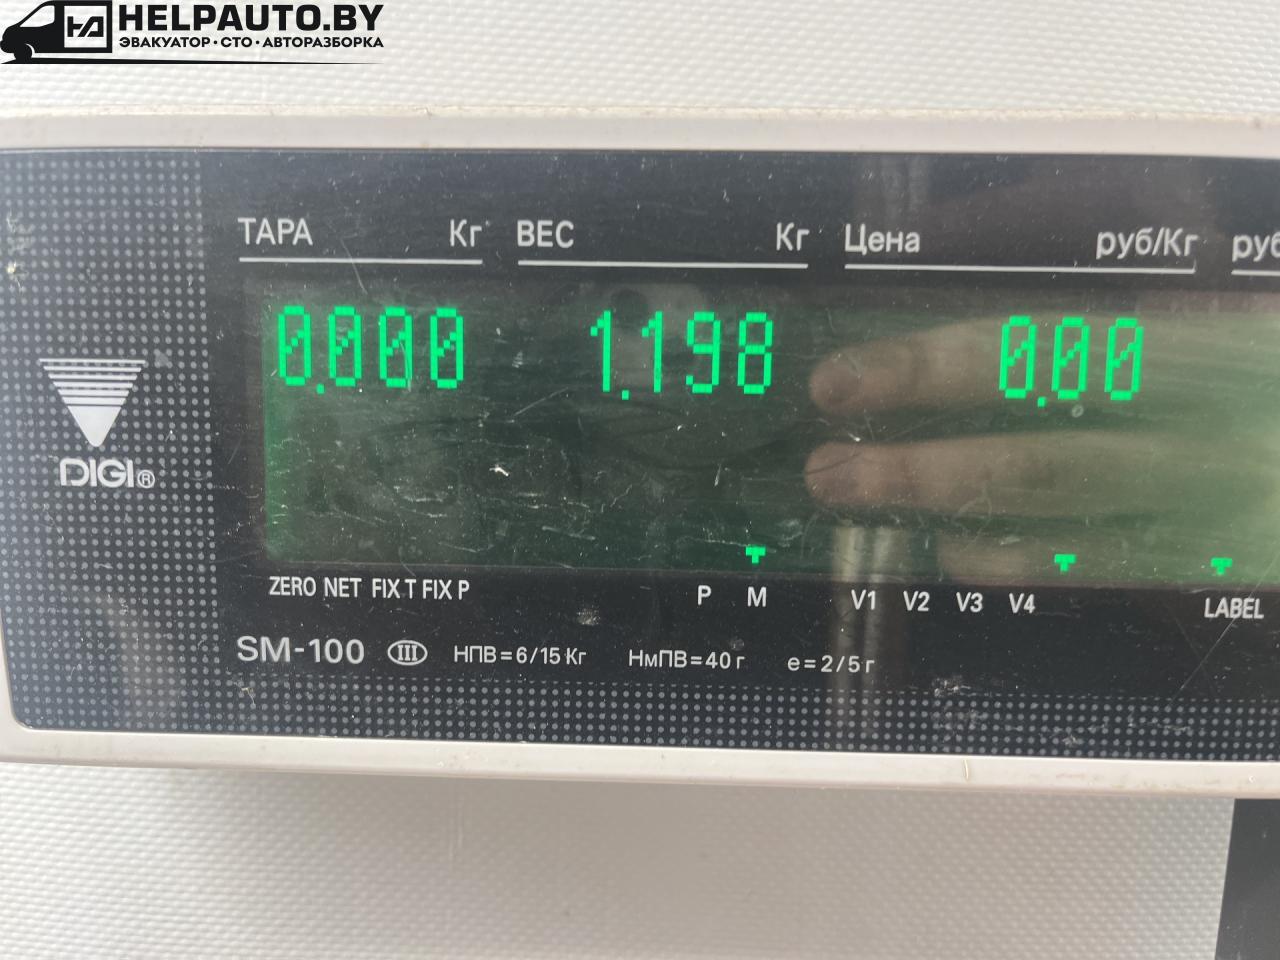 HELPAUTO.BY
ЭВАКУАТОР·СТО·АВТОРАЗБОРКА
ТАРА Кг ВЕС Кг Цена руб/Кг руб
0.000 1.198 0.00
DIGI®
ZERO NET FIX T FIX P P M V1 V2 V3 V4 LABEL
SM-100 III НПВ=6/15 Кг НмПВ=40 г e=2/5 г